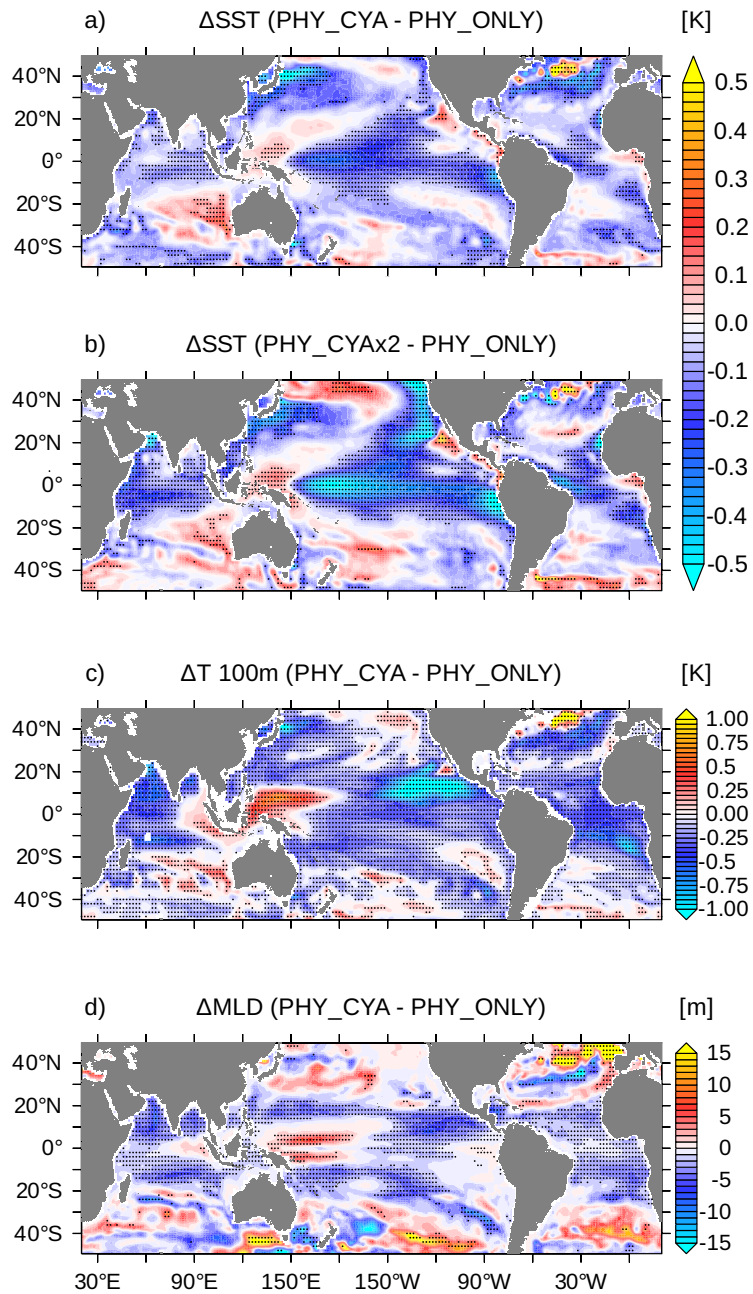 a) ΔSST (PHY_CYA - PHY_ONLY) [K]
40°N
20°N
0°
20°S
40°S
0.5
0.4
0.3
0.2
0.1
0.0
-0.1
-0.2
-0.3
-0.4
-0.5
b) ΔSST (PHY_CYAx2 - PHY_ONLY)
40°N
20°N
0°
20°S
40°S
c) ΔT 100m (PHY_CYA - PHY_ONLY) [K]
40°N
20°N
0°
20°S
40°S
1.00
0.75
0.50
0.25
0.00
-0.25
-0.5
-0.75
-1.00
d) ΔMLD (PHY_CYA - PHY_ONLY) [m]
40°N
20°N
0°
20°S
40°S
15
10
5
0
-5
-10
-15
30°E 90°E 150°E 150°W 90°W 30°W